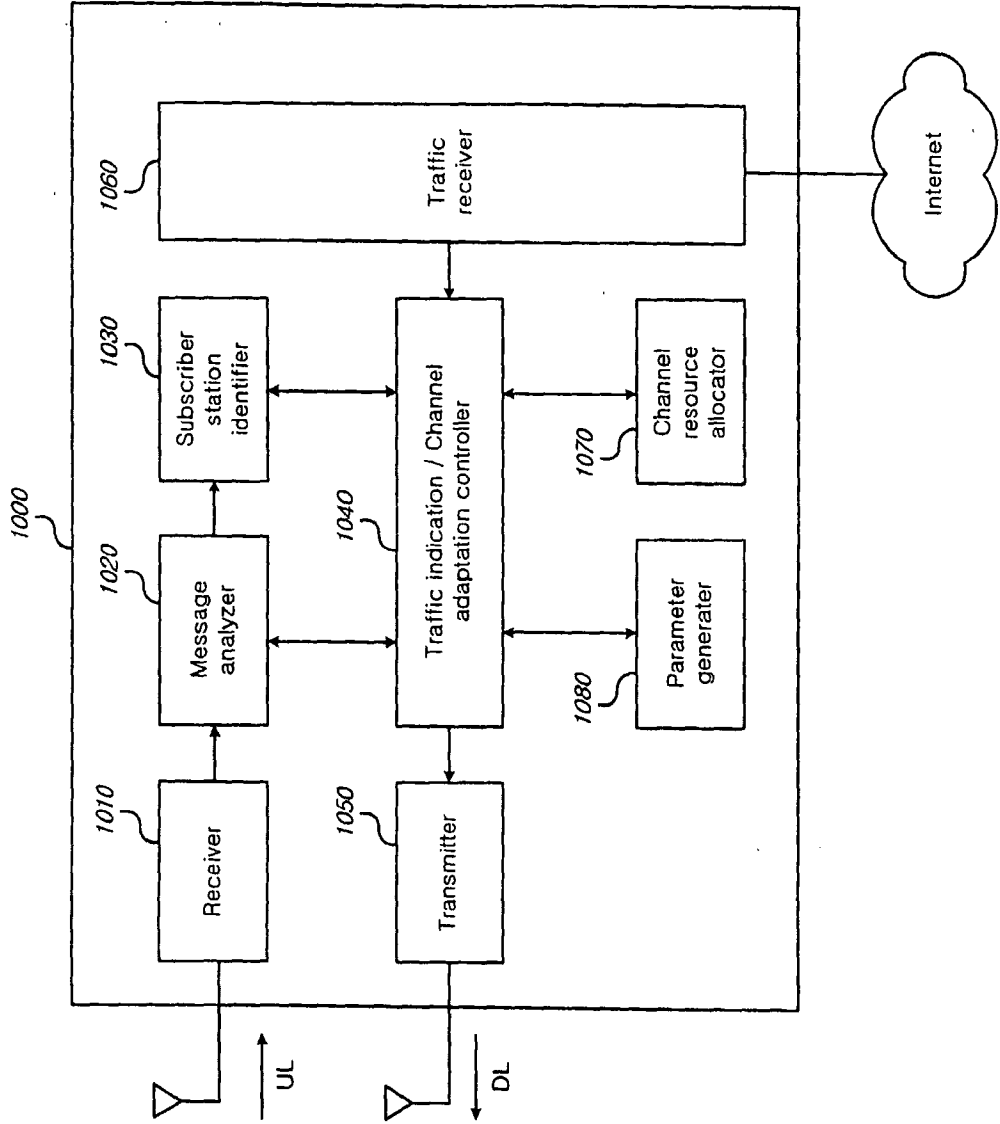 1000
1010
Receiver
1020
Message
analyzer
1030
Subscriber
station
identifier
1060
Traffic
receiver
UL
1050
Transmitter
1040
Traffic indication / Channel
adaptation controller
DL
1080
Parameter
generater
1070
Channel
resource
allocator
Internet